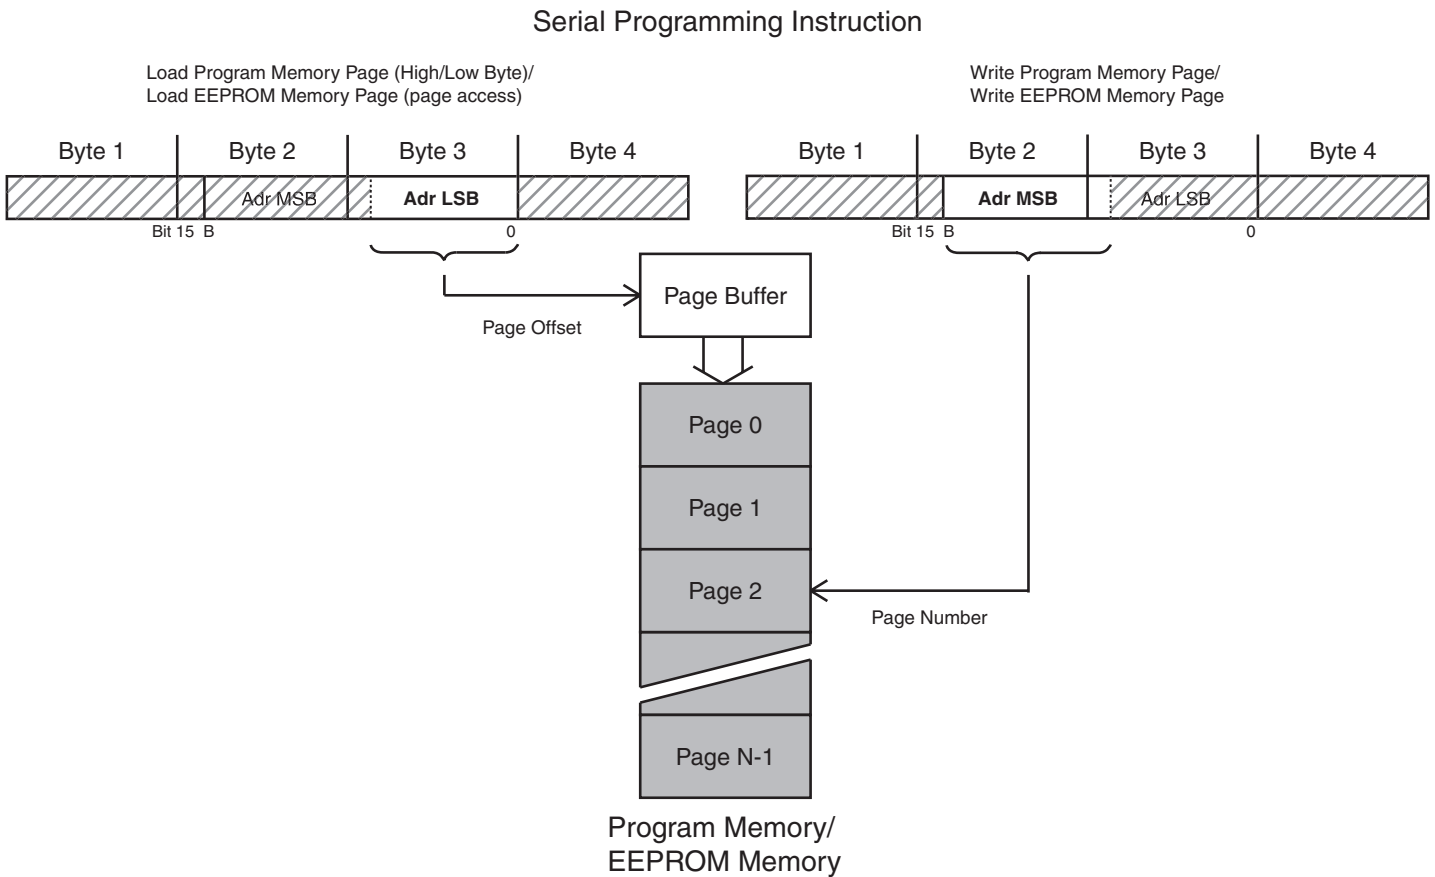 Serial Programming Instruction
Load Program Memory Page (High/Low Byte)/
Load EEPROM Memory Page (page access)
Byte 1 Byte 2 Byte 3 Byte 4
Adr MSB Adr LSB
Bit 15 B 0
Write Program Memory Page/
Write EEPROM Memory Page
Byte 1 Byte 2 Byte 3 Byte 4
Adr MSB Adr LSB
Bit 15 B 0
Page Buffer
Page Offset
Page 0
Page 1
Page 2
Page Number
Page N-1
Program Memory/
EEPROM Memory